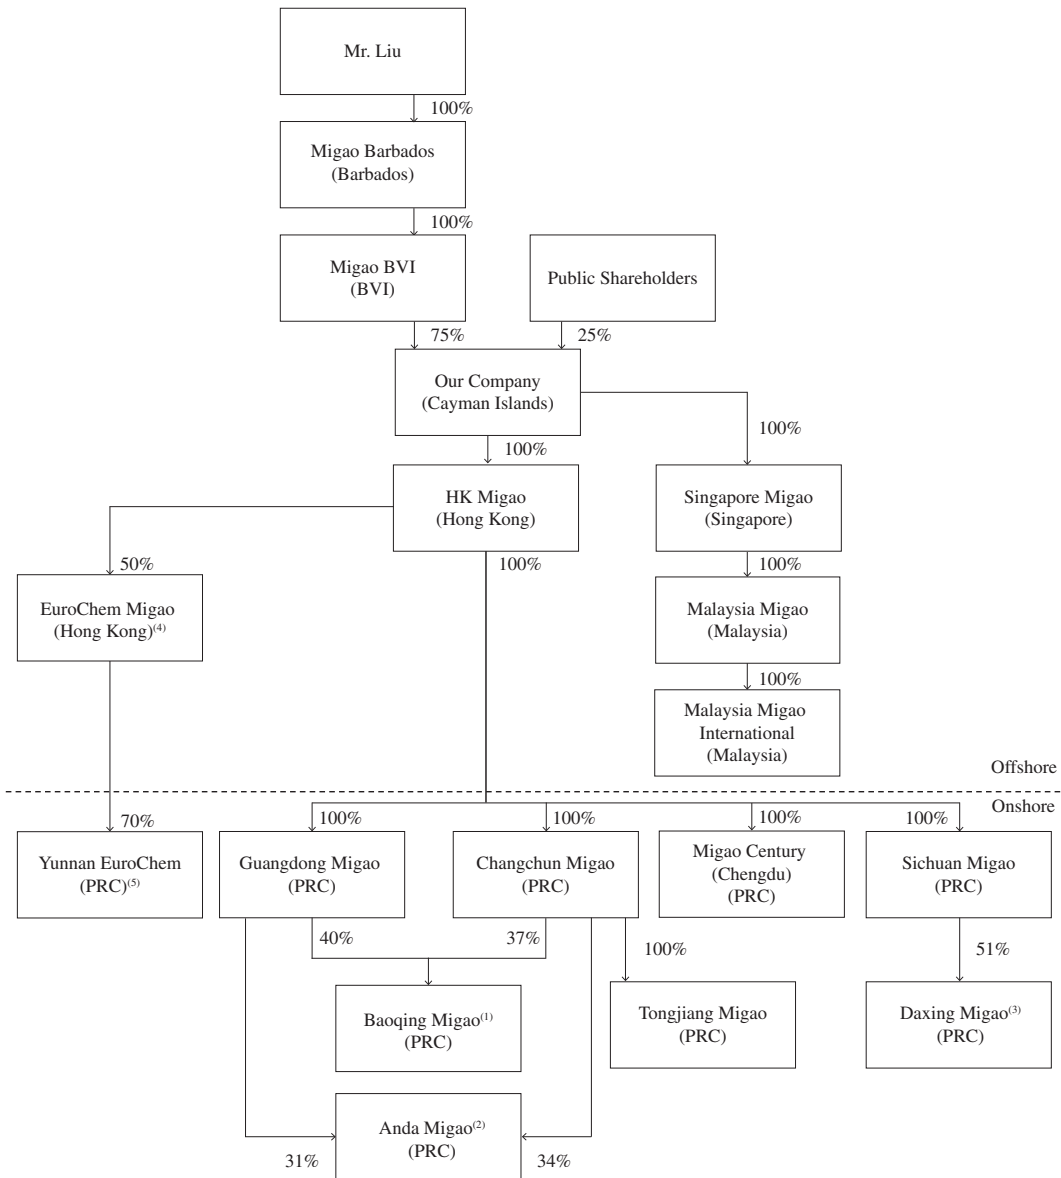 Mr. Liu
100%
Migao Barbados
(Barbados)
100%
Migao BVI
(BVI)
Public Shareholders
75%
25%
Our Company
(Cayman Islands)
100%
100%
HK Migao
(Hong Kong)
Singapore Migao
(Singapore)
50%
100%
100%
EuroChem Migao
(Hong Kong)(4)
Malaysia Migao
(Malaysia)
100%
Malaysia Migao
International
(Malaysia)
Offshore
Onshore
70%
100%
100%
100%
100%
Yunnan EuroChem
(PRC)(5)
Guangdong Migao
(PRC)
Changchun Migao
(PRC)
Migao Century
(Chengdu)
(PRC)
Sichuan Migao
(PRC)
40%
37%
100%
51%
Baoqing Migao(1)
(PRC)
Tongjiang Migao
(PRC)
Daxing Migao(3)
(PRC)
Anda Migao(2)
(PRC)
31%
34%